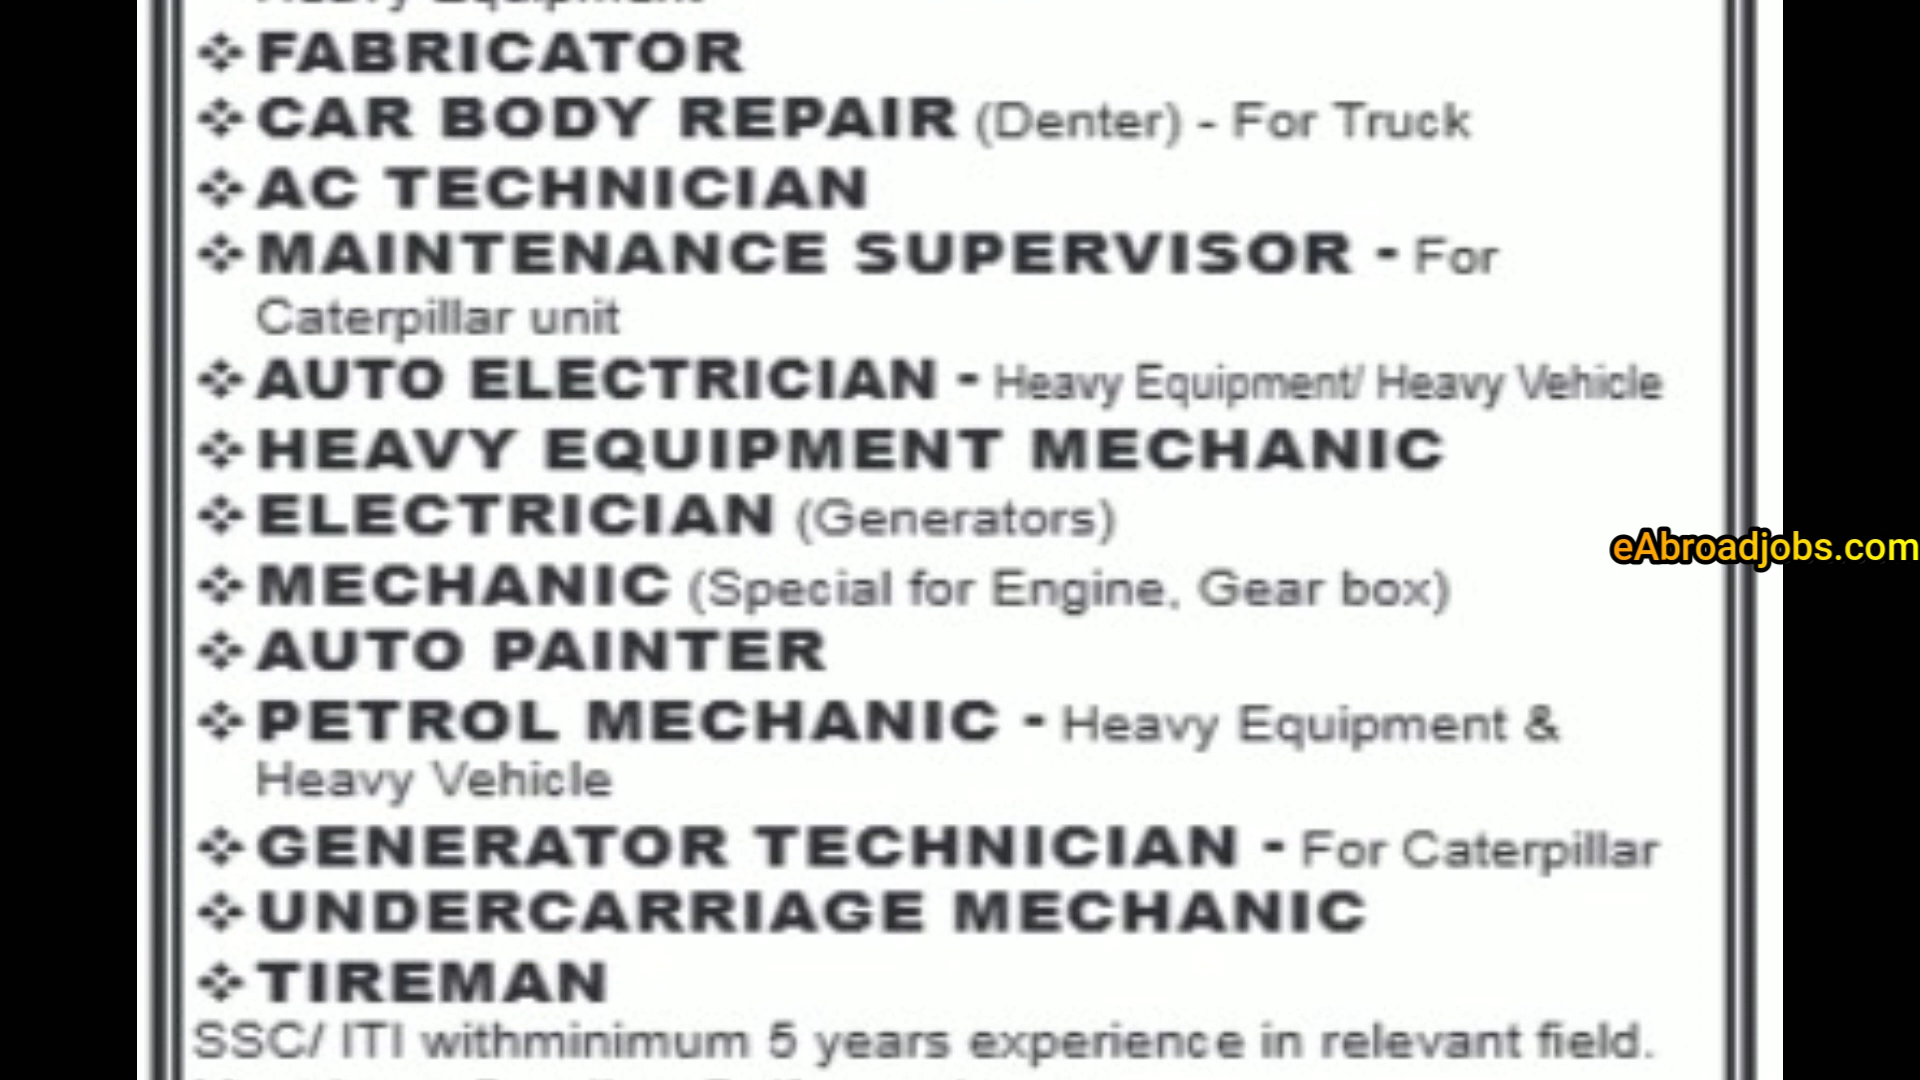 Heavy Equipment
❖ FABRICATOR
❖ CAR BODY REPAIR (Denter) - For Truck
❖ AC TECHNICIAN
❖ MAINTENANCE SUPERVISOR - For
Caterpillar unit
❖ AUTO ELECTRICIAN - Heavy Equipment/ Heavy Vehicle
❖ HEAVY EQUIPMENT MECHANIC
❖ ELECTRICIAN (Generators)
eAbroadjobs.com
❖ MECHANIC (Special for Engine, Gear box)
❖ AUTO PAINTER
❖ PETROL MECHANIC - Heavy Equipment &
Heavy Vehicle
❖ GENERATOR TECHNICIAN - For Caterpillar
❖ UNDERCARRIAGE MECHANIC
❖ TIREMAN
SSC/ ITI withminimum 5 years experience in relevant field.